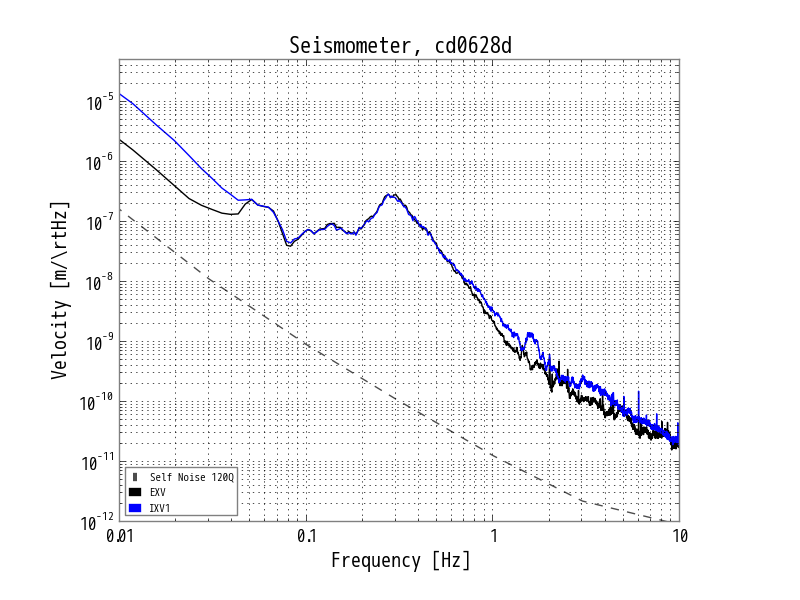 Seismometer, cd0628d
Velocity [m/\rtHz]
10-5
10-6
10-7
10-8
10-9
10-10
10-11
10-12
Self Noise 120Q
EXV
IXV1
0.01
0.1
1
10
Frequency [Hz]